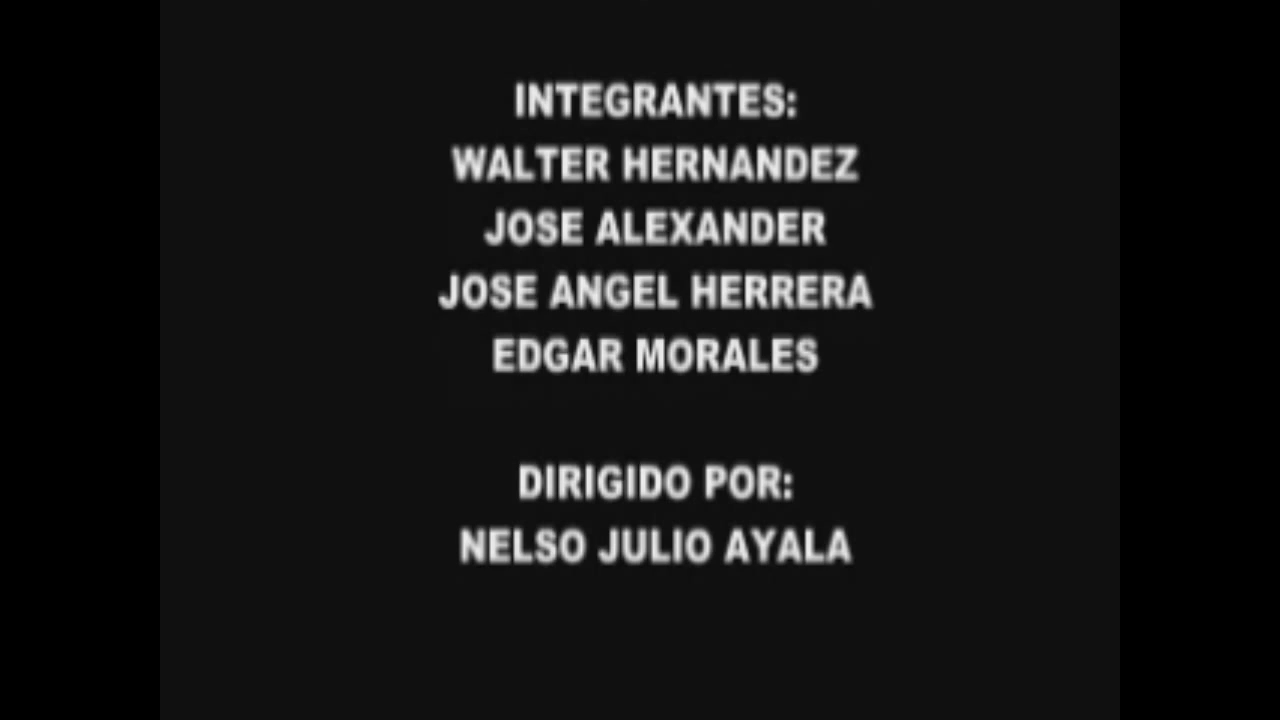 INTEGRANTES:
WALTER HERNANDEZ
JOSE ALEXANDER
JOSE ANGEL HERRERA
EDGAR MORALES
DIRIGIDO POR:
NELSO JULIO AYALA